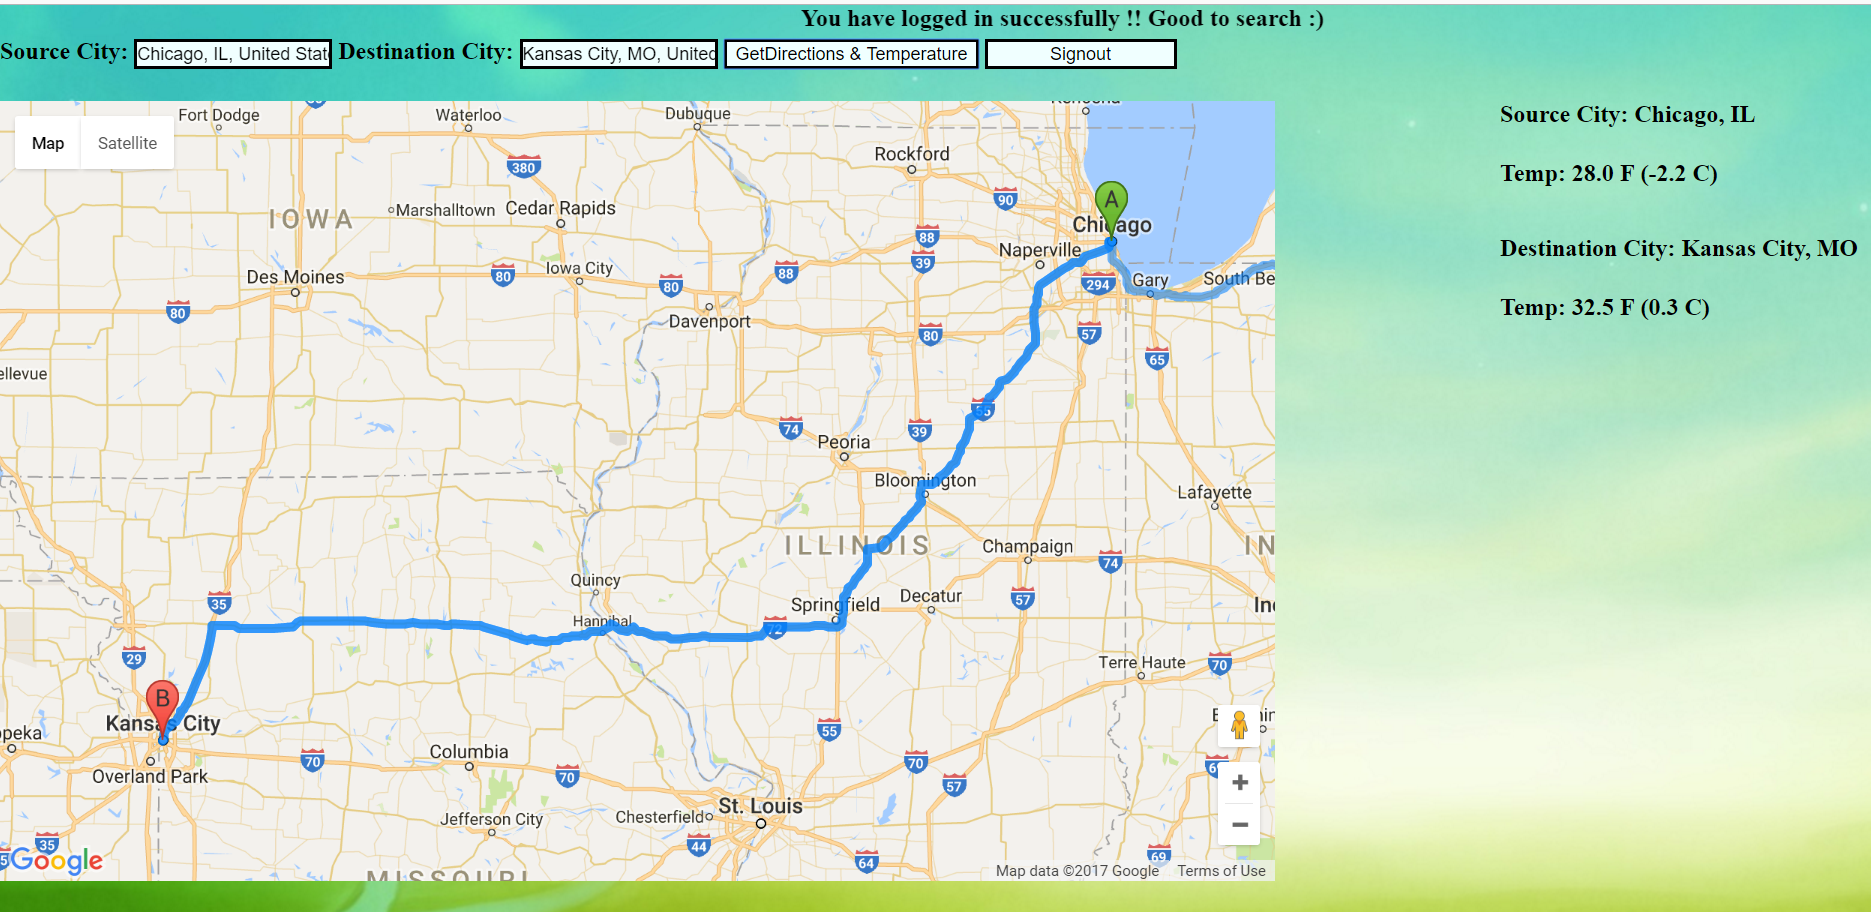 You have logged in successfully !! Good to search :)
Source City: Chicago, IL, United Stat Destination City: Kansas City, MO, United GetDirections & Temperature Signout
Map Satellite
Fort Dodge
Waterloo
Dubuque
Rockford
380
90
IOWA
Marshalltown
Cedar Rapids
A
Chicago
88
39
Naperville
Des Moines
80
Iowa City
80
88
294
Gary
South Be
80
Davenport
80
57
65
ellevue
55
74
39
Peoria
Bloomington
Lafayette
ILLINOIS
Champaign
IN
74
Quincy
35
Springfield
Decatur
57
Hannibal
72
29
Terre Haute
70
B
Kansas City
peka
55
Columbia
70
70
70
57
Overland Park
St. Louis
Jefferson City
Chesterfield
35
44
64
69
Google
MISSOURI
Map data ©2017 Google Terms of Use
Source City: Chicago, IL
Temp: 28.0 F (-2.2 C)
Destination City: Kansas City, MO
Temp: 32.5 F (0.3 C)